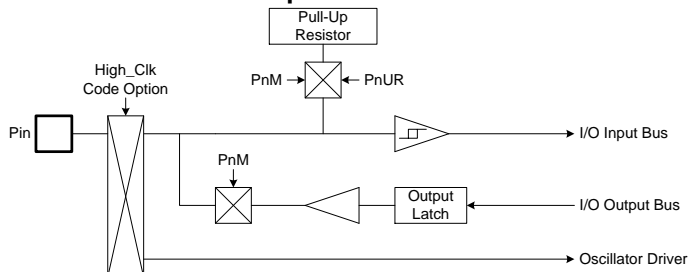 Pull-Up
Resistor
High_Clk
Code Option
PnM
PnUR
Pin
I/O Input Bus
PnM
Output
Latch
I/O Output Bus
Oscillator Driver